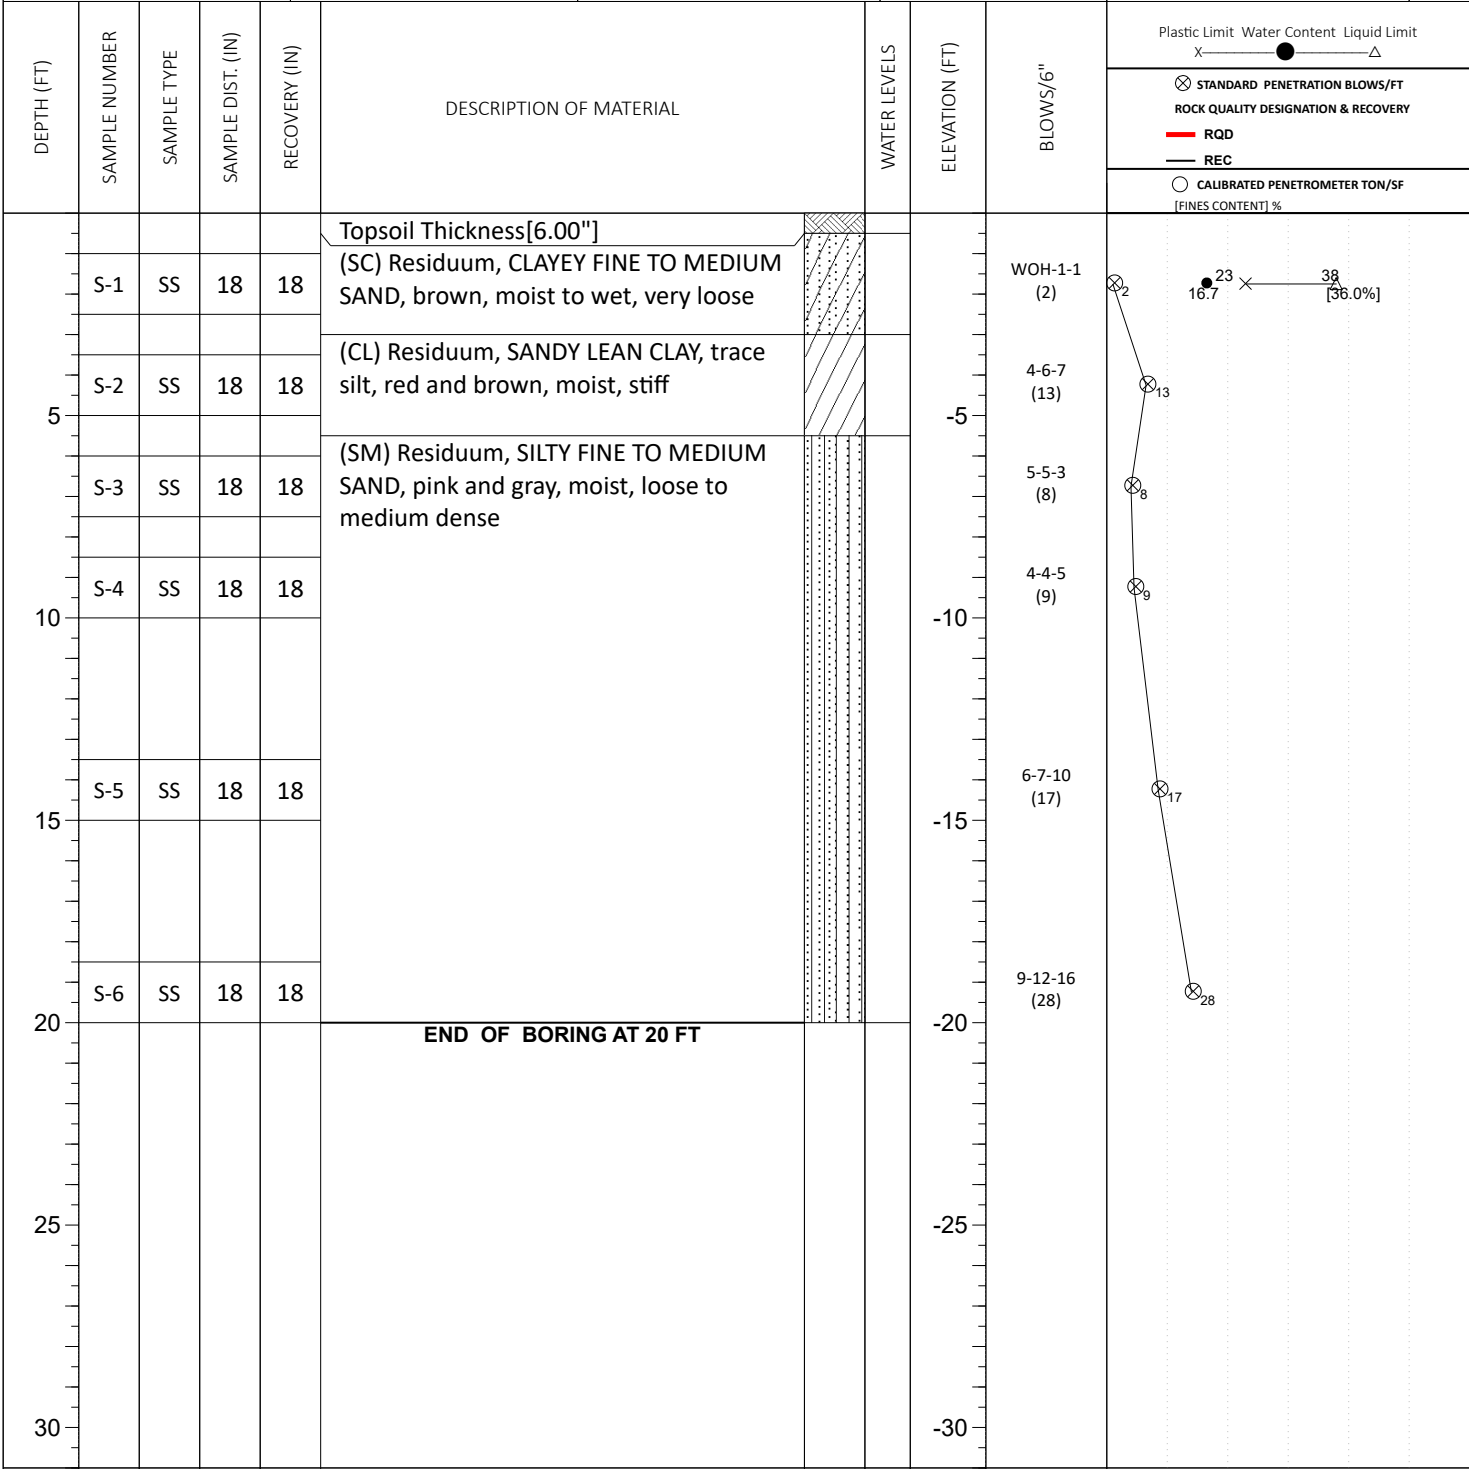 DEPTH (FT)
SAMPLE NUMBER
SAMPLE TYPE
SAMPLE DIST. (IN)
RECOVERY (IN)
DESCRIPTION OF MATERIAL
WATER LEVELS
ELEVATION (FT)
BLOWS/6"
Plastic Limit Water Content Liquid Limit
X
STANDARD PENETRATION BLOWS/FT
ROCK QUALITY DESIGNATION & RECOVERY
RQD
REC
CALIBRATED PENETROMETER TON/SF
[FINES CONTENT] %
Topsoil Thickness[6.00"]
(SC) Residuum, CLAYEY FINE TO MEDIUM
SAND, brown, moist to wet, very loose
S-1 SS 18 18
WOH-1-1
(2)
2
16.7
23
38
[36.0%]
(CL) Residuum, SANDY LEAN CLAY, trace
silt, red and brown, moist, stiff
S-2 SS 18 18
4-6-7
(13)
13
5
-5
(SM) Residuum, SILTY FINE TO MEDIUM
SAND, pink and gray, moist, loose to
medium dense
S-3 SS 18 18
5-5-3
(8)
8
S-4 SS 18 18
4-4-5
(9)
9
10
-10
S-5 SS 18 18
6-7-10
(17)
17
15
-15
S-6 SS 18 18
9-12-16
(28)
28
20
-20
END OF BORING AT 20 FT
25
-25
30
-30